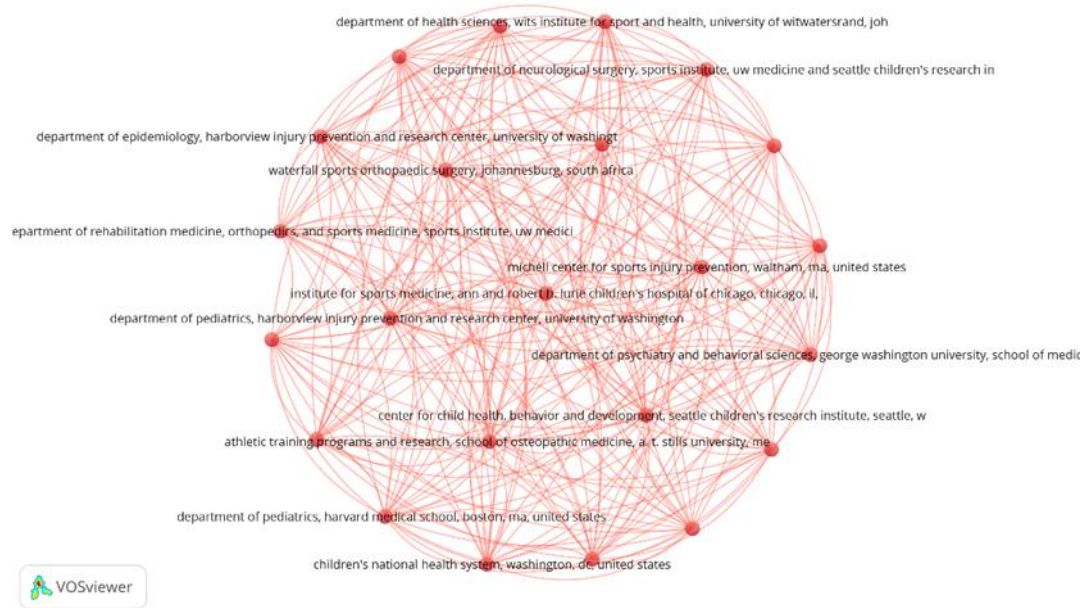 department of health sciences, wits institute for sport and health, university of witwatersrand, joh
department of neurological surgery, sports institute, uw medicine and seattle children's research in
department of epidemiology, harborview injury prevention and research center, university of washingt
waterfall sports orthopaedic surgery, johannesburg, south africa
epartment of rehabilitation medicine, orthopedics, and sports medicine, sports institute, uw medici
michell center for sports injury prevention, waltham, ma, united states
institute for sports medicine, ann and robert h. lurie children's hospital of chicago, chicago, il,
department of pediatrics, harborview injury prevention and research center, university of washington
department of psychiatry and behavioral sciences, george washington university, school of medic
center for child health, behavior and development, seattle children's research institute, seattle, w
athletic training programs and research, school of osteopathic medicine, a. t. stills university, me
department of pediatrics, harvard medical school, boston, ma, united states
children's national health system, washington, dc, united states
VOSviewer